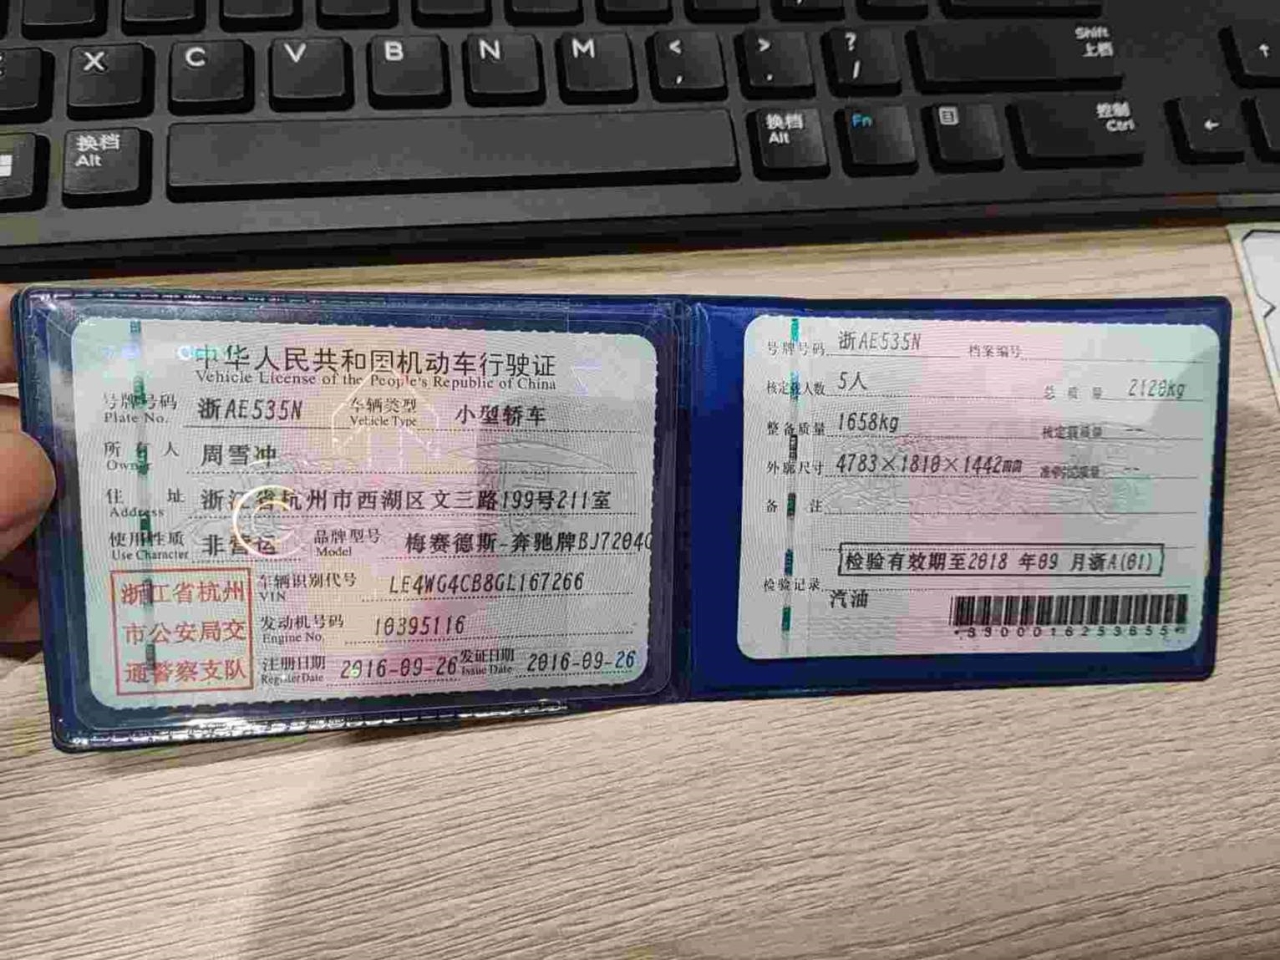 X C V B N M < , > . ? / Shift 上档 ↑
换档 Alt 换档 Alt Fn 控制 Ctrl ←
中华人民共和国机动车行驶证
Vehicle License of the People's Republic of China
号牌号码 Plate No. 浙AE535N 车辆类型 Vehicle Type 小型轿车
所有人 Owner 周雪冲
住址 Address 浙江省杭州市西湖区文三路199号211室
使用性质 Use Character 非营运 品牌型号 Model 梅赛德斯-奔驰牌BJ7204G
浙江省杭州
市公安局交
通警察支队
车辆识别代号 VIN LE4WG4CB8GL167266
发动机号码 Engine No. 10395116
注册日期 Register Date 2016-09-26 发证日期 Issue Date 2016-09-26
号牌号码 浙AE535N 档案编号
核定载人数 5人 总质量 2120kg
整备质量 1658kg 核定载质量 --
外廓尺寸 4783×1810×1442mm 准牵引总质量 --
备注
检验有效期至2018年09月浙A(01)
检验记录
汽油
*3300016253655*